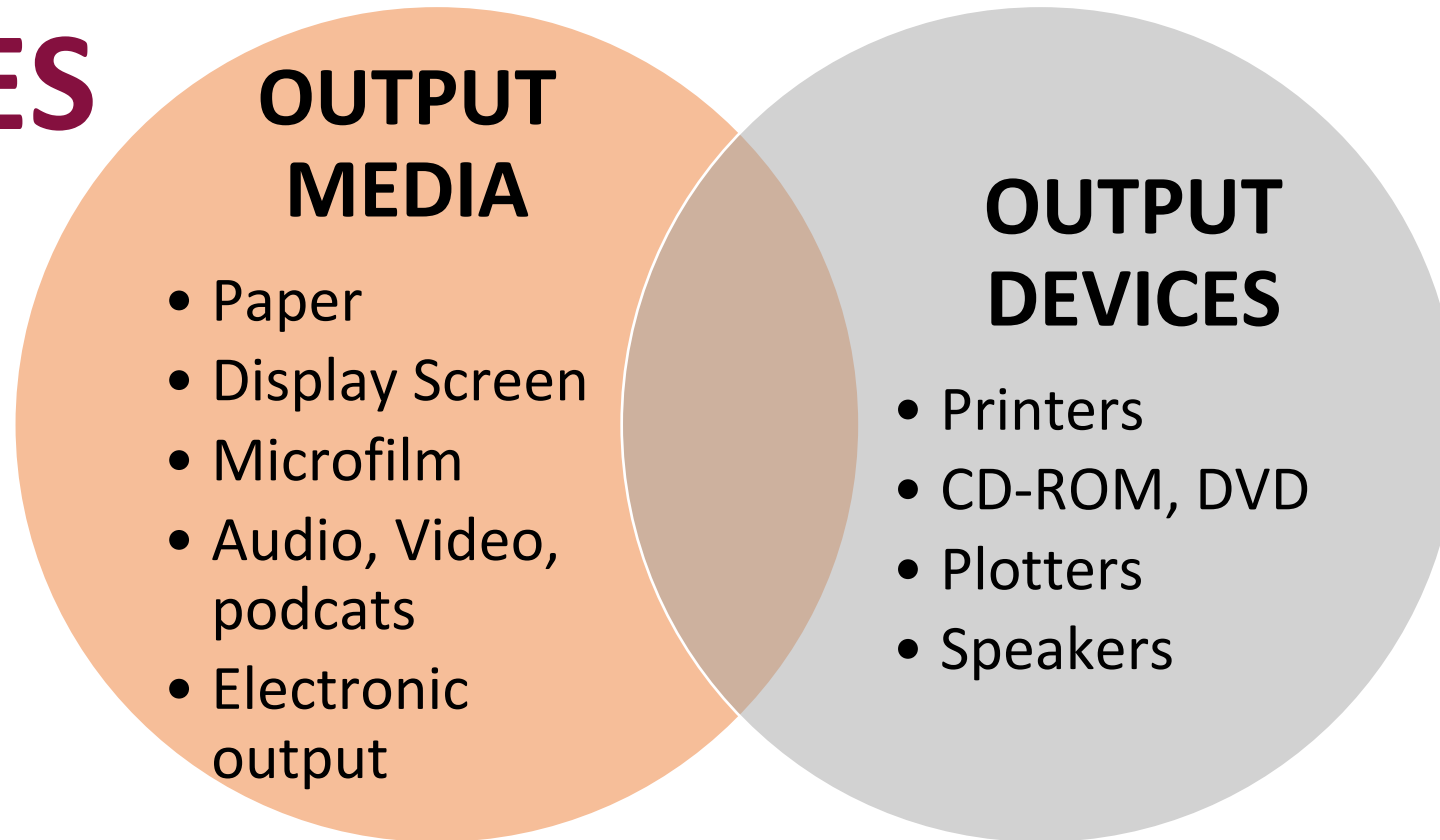 ES
OUTPUT
MEDIA
• Paper
• Display Screen
• Microfilm
• Audio, Video,
podcats
• Electronic
output
OUTPUT
DEVICES
• Printers
• CD-ROM, DVD
• Plotters
• Speakers